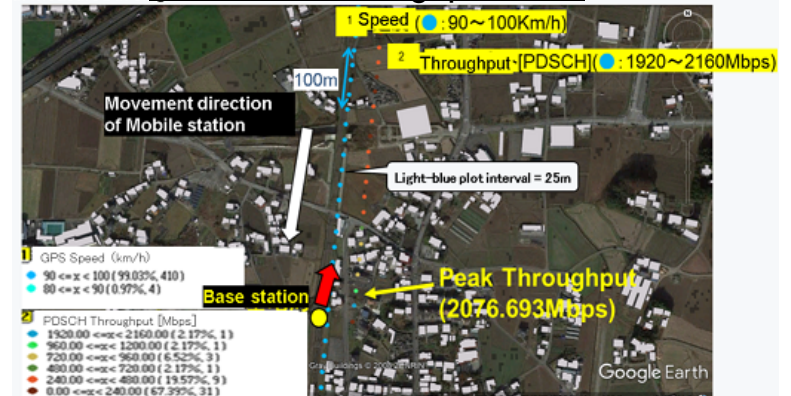 1 Speed (● : 90～100Km/h)
2 Throughput [PDSCH](● : 1920～2160Mbps)
N
100m
Movement direction
of Mobile station
Light-blue plot interval = 25m
1 GPS Speed (km/h)
90 <=x < 100 (99.03%, 410)
80 <=x < 90 (0.97%, 4)
Base station
Peak Throughput
(2076.693Mbps)
2 PDSCH Throughput [Mbps]
1920.00 <=x< 2160.00 (2.17%, 1)
960.00 <=x< 1200.00 (2.17%, 1)
720.00 <=x< 960.00 (6.52%, 3)
480.00 <=x< 720.00 (2.17%, 1)
240.00 <=x< 480.00 (19.57%, 9)
0.00 <=x< 240.00 (67.39%, 31)
Gray Buildings © 2008 ZENRIN
Google Earth